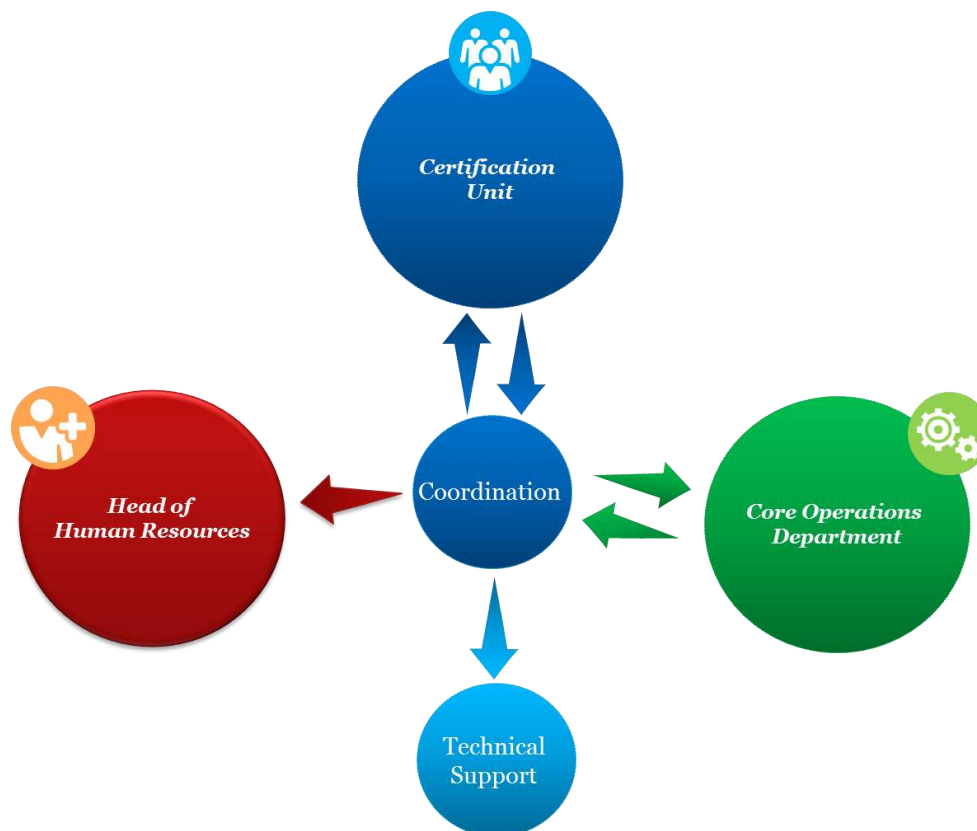 Certification
Unit
Head of
Human Resources
Coordination
Core Operations
Department
Technical
Support